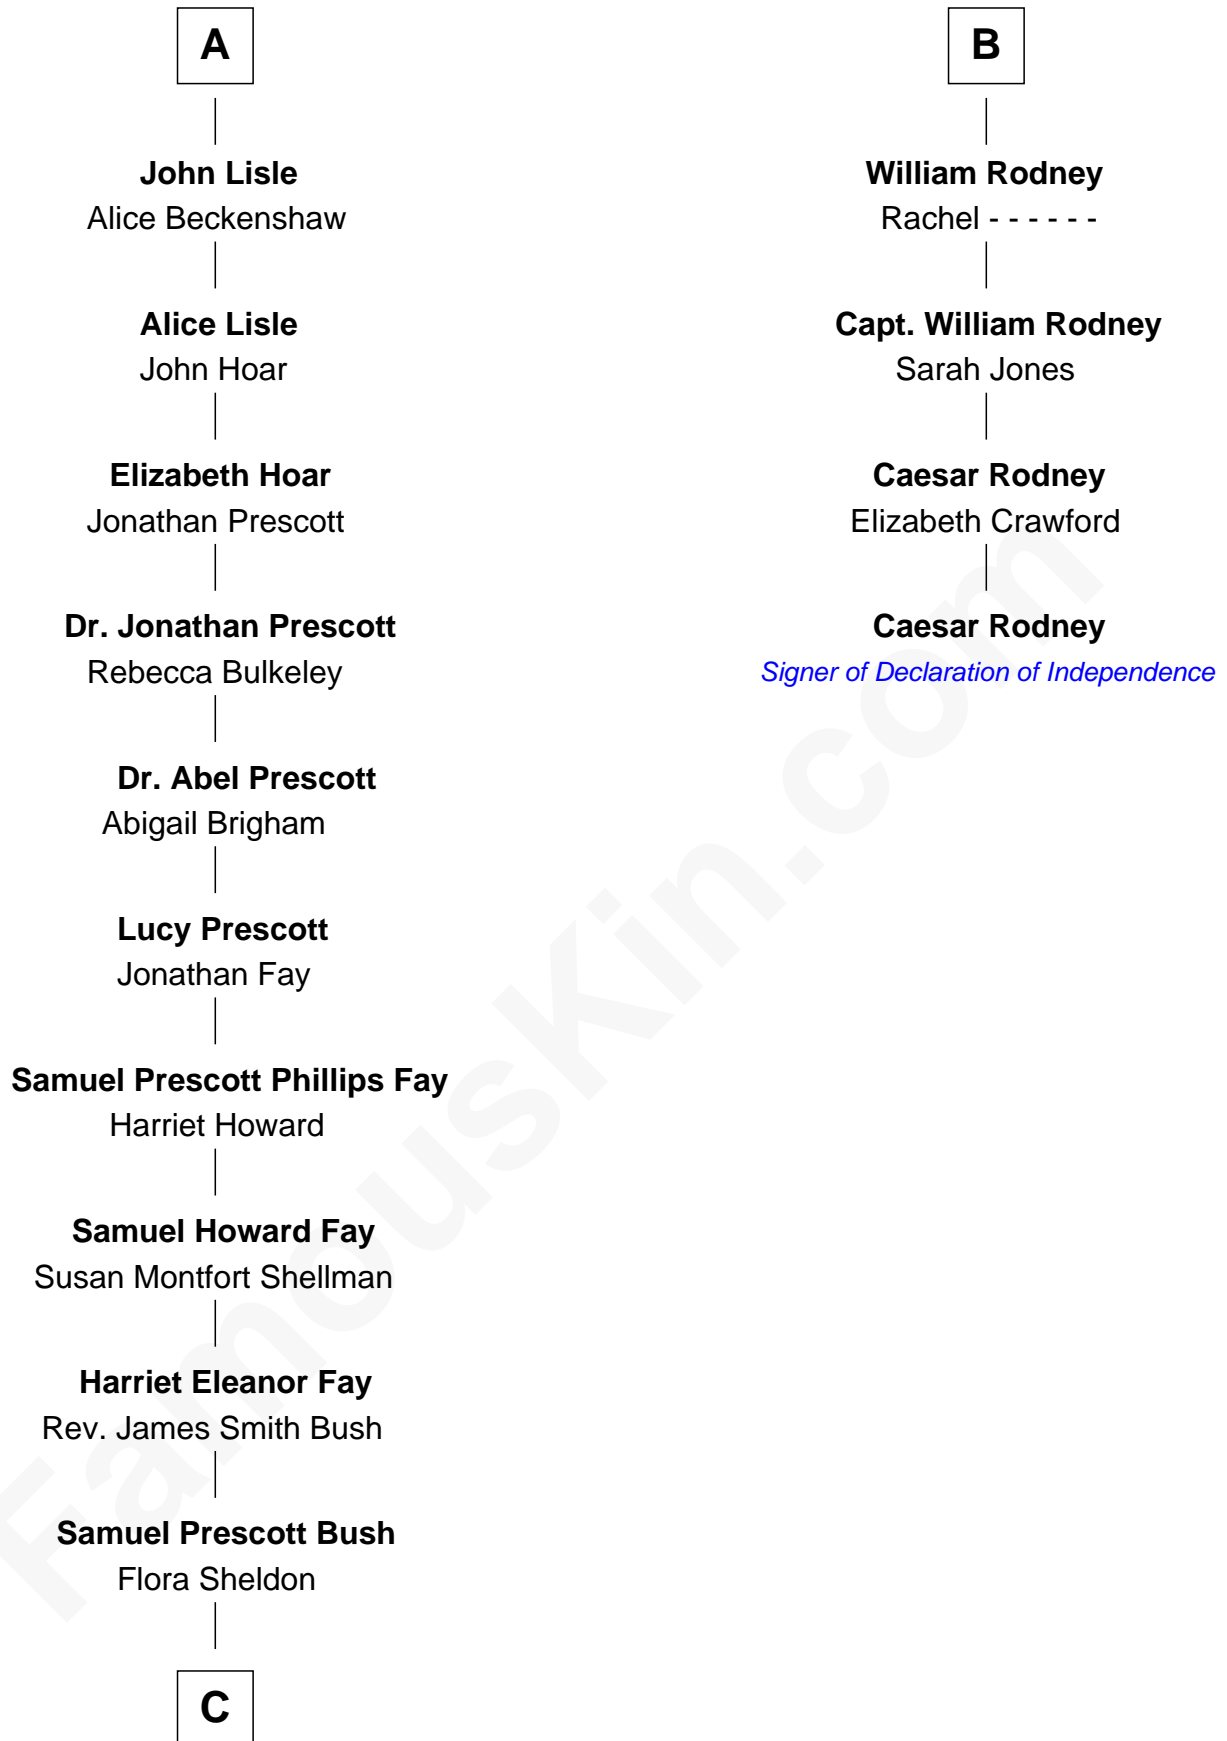 A
John Lisle
Alice Beckenshaw
Alice Lisle
John Hoar
Elizabeth Hoar
Jonathan Prescott
Dr. Jonathan Prescott
Rebecca Bulkeley
Dr. Abel Prescott
Abigail Brigham
Lucy Prescott
Jonathan Fay
Samuel Prescott Phillips Fay
Harriet Howard
Samuel Howard Fay
Susan Montfort Shellman
Harriet Eleanor Fay
Rev. James Smith Bush
Samuel Prescott Bush
Flora Sheldon
C
B
William Rodney
Rachel - - - - - -
Capt. William Rodney
Sarah Jones
Caesar Rodney
Elizabeth Crawford
Caesar Rodney
Signer of Declaration of Independence
FamousKin.com